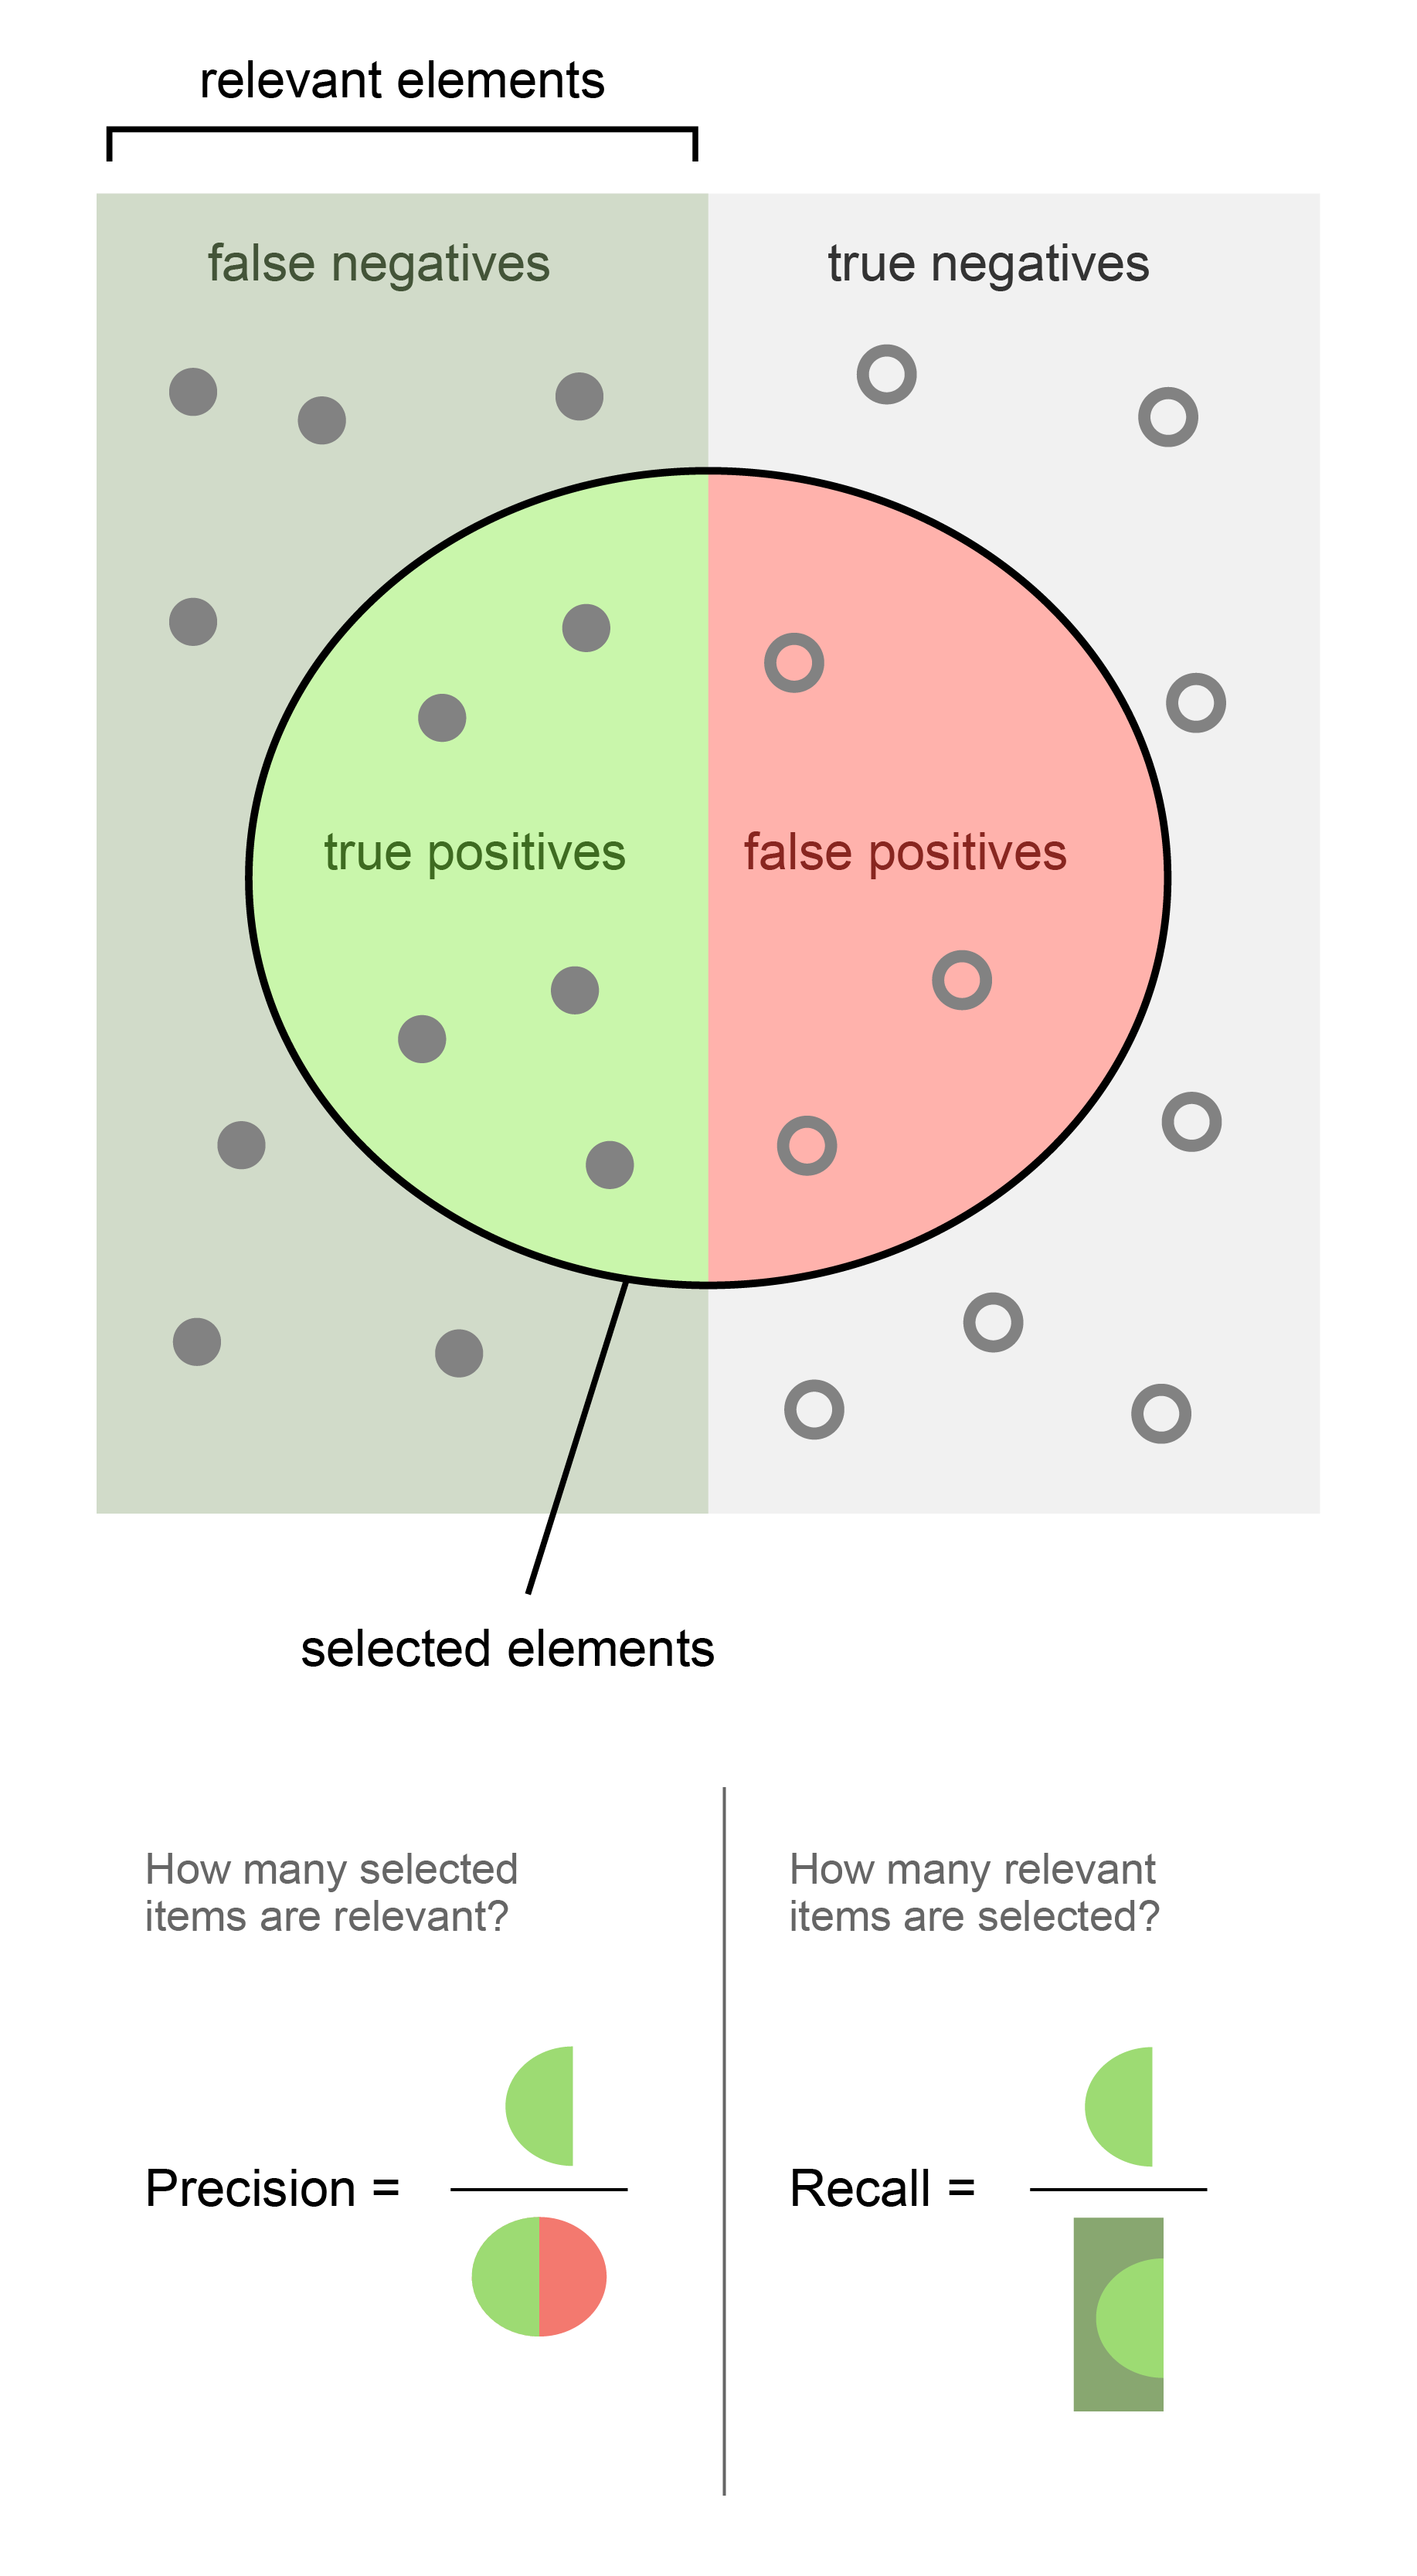 relevant elements
false negatives
true negatives
true positives
false positives
selected elements
How many selected
items are relevant?
How many relevant
items are selected?
Precision =
Recall =